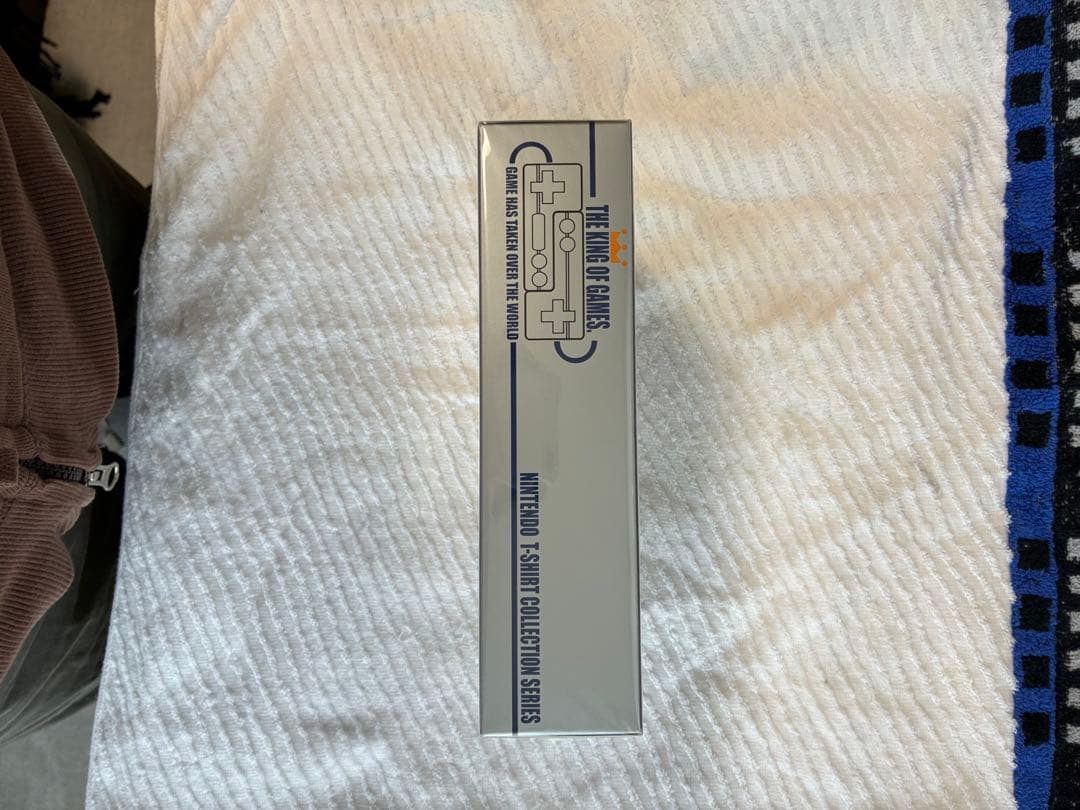 THE KING OF GAMES.
GAME HAS TAKEN OVER THE WORLD
NINTENDO T-SHIRT COLLECTION SERIES